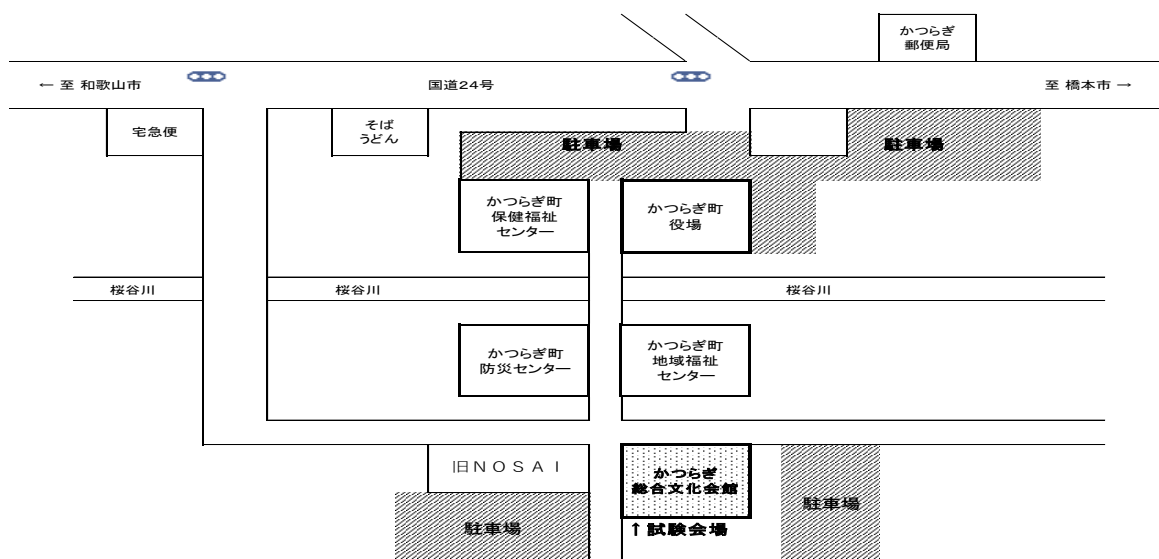 かつらぎ
郵便局
← 至 和歌山市
国道24号
至 橋本市 →
宅急便
そば
うどん
駐車場
駐車場
かつらぎ町
保健福祉
センター
かつらぎ町
役場
桜谷川
桜谷川
桜谷川
かつらぎ町
防災センター
かつらぎ町
地域福祉
センター
旧NOSAI
かつらぎ
総合文化会館
駐車場
駐車場
↑試験会場